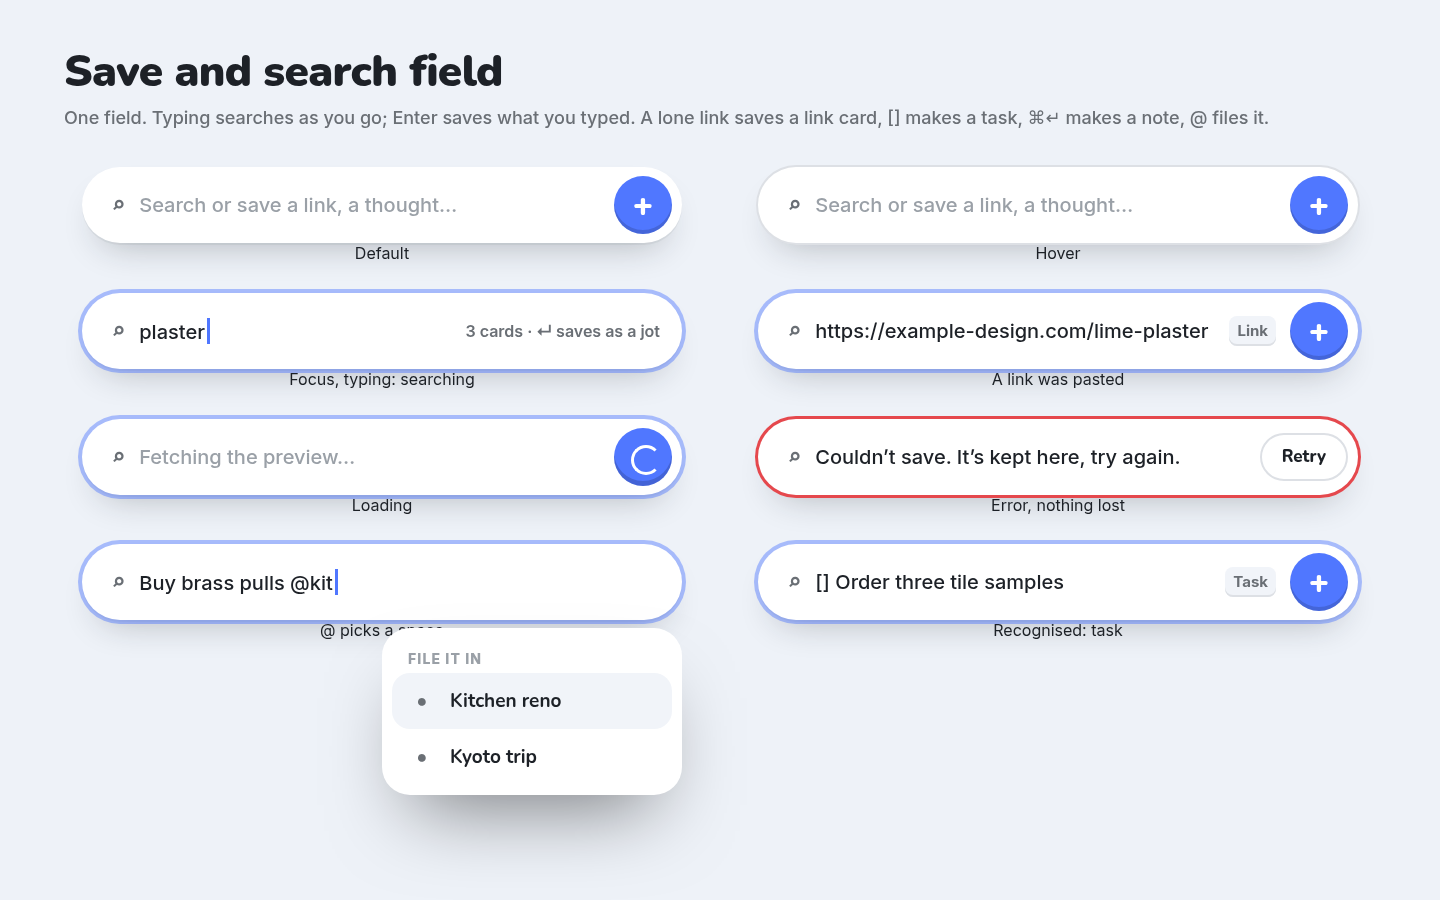 Save and search field
One field. Typing searches as you go; Enter saves what you typed. A lone link saves a link card, [] makes a task, ⌘↵ makes a note, @ files it.
Search or save a link, a thought…
Default
Search or save a link, a thought…
Hover
plaster
3 cards · ↵ saves as a jot
Focus, typing: searching
https://example-design.com/lime-plaster
Link
A link was pasted
Fetching the preview…
Loading
Couldn’t save. It’s kept here, try again.
Retry
Error, nothing lost
Buy brass pulls @kit
@ picks a
[] Order three tile samples
Task
Recognised: task
FILE IT IN
Kitchen reno
Kyoto trip